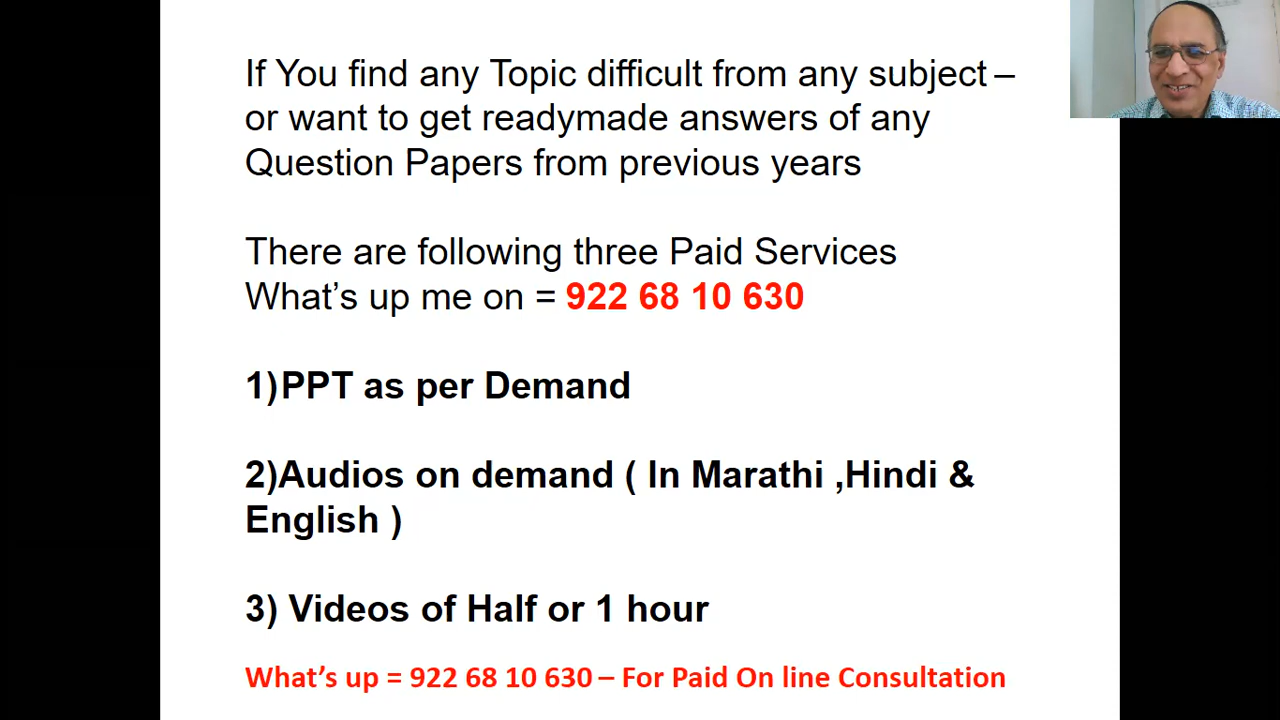 If You find any Topic difficult from any subject –
or want to get readymade answers of any
Question Papers from previous years
There are following three Paid Services
What’s up me on = 922 68 10 630
1)PPT as per Demand
2)Audios on demand ( In Marathi ,Hindi &
English )
3) Videos of Half or 1 hour
What’s up = 922 68 10 630 – For Paid On line Consultation